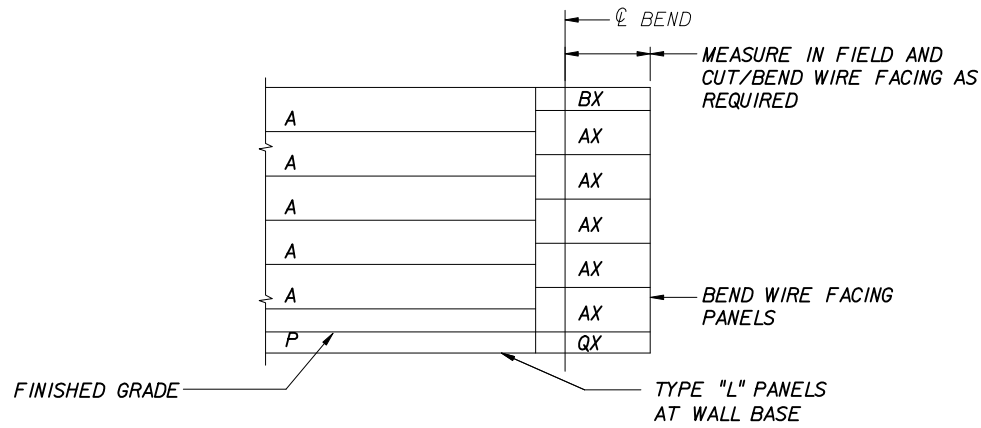 ℄ BEND
MEASURE IN FIELD AND
CUT/BEND WIRE FACING AS
REQUIRED
BX
A
AX
A
AX
A
AX
A
AX
A
AX
P
QX
BEND WIRE FACING
PANELS
FINISHED GRADE
TYPE "L" PANELS
AT WALL BASE